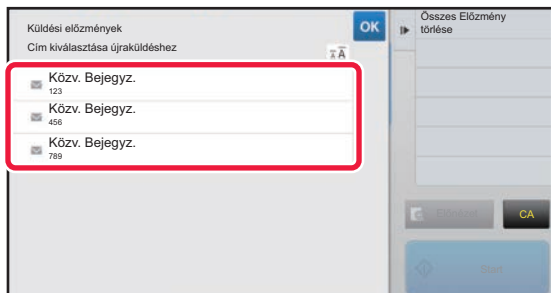 Küldési előzmények
OK
Cím kiválasztása újraküldéshez
Közv. Bejegyz.
123
Közv. Bejegyz.
456
Közv. Bejegyz.
789
Összes Előzmény
törlése
Előnézet
CA
Start